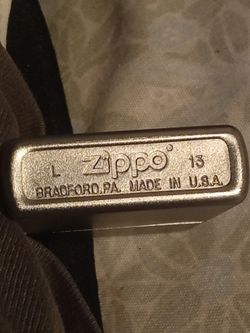 L Zippo® 13
BRADFORD, PA. MADE IN U.S.A.